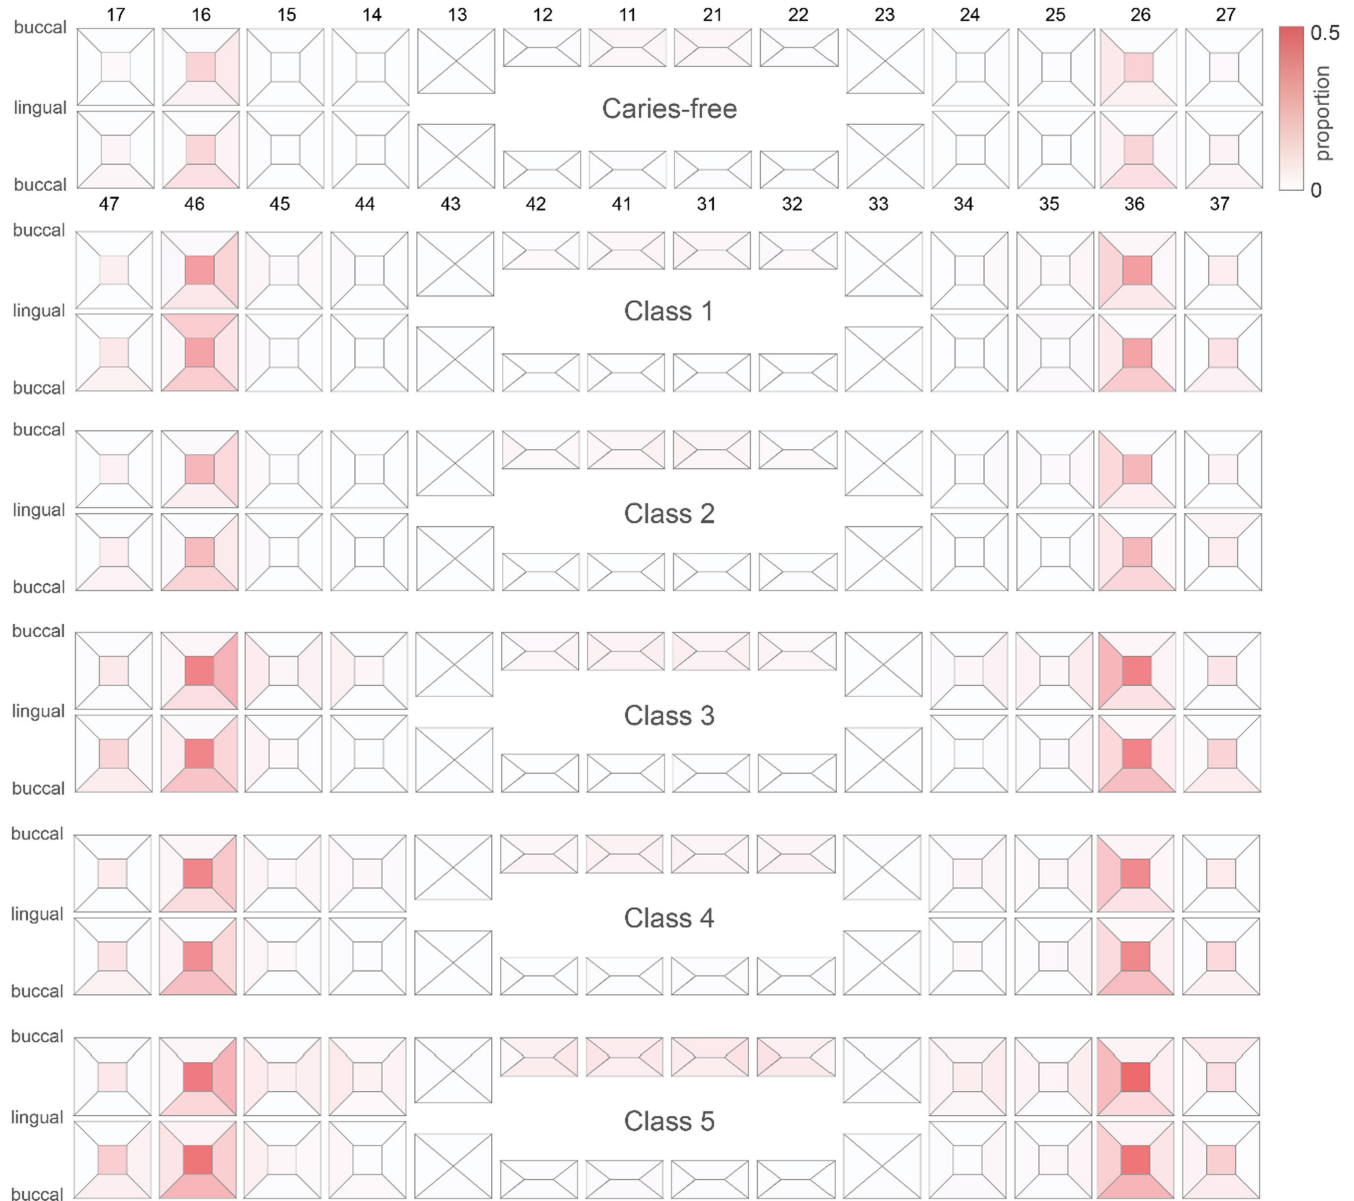 17 16 15 14 13 12 11 21 22 23 24 25 26 27
buccal
0.5
proportion
lingual
Caries-free
buccal
0
47 46 45 44 43 42 41 31 32 33 34 35 36 37
buccal
lingual
Class 1
buccal
buccal
lingual
Class 2
buccal
buccal
lingual
Class 3
buccal
buccal
lingual
Class 4
buccal
buccal
lingual
Class 5
buccal